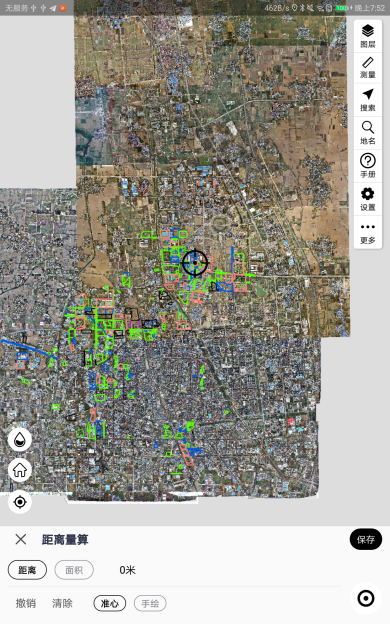 无服务 462B/s 100 晚上7:52
图层
测量
搜索
地名
手册
设置
更多
距离量算 保存
距离 面积 0米
撤销 清除 准心 手绘